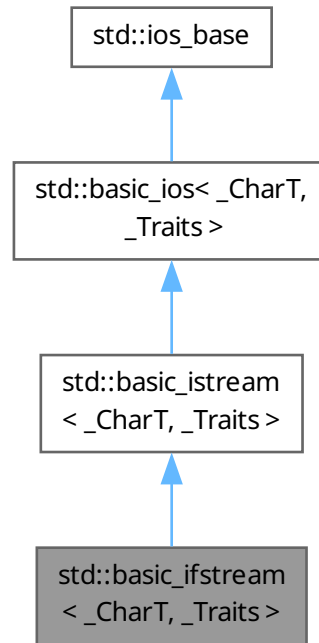 std::ios_base
std::basic_ios< _CharT,
_Traits >
std::basic_istream
< _CharT, _Traits >
std::basic_ifstream
< _CharT, _Traits >